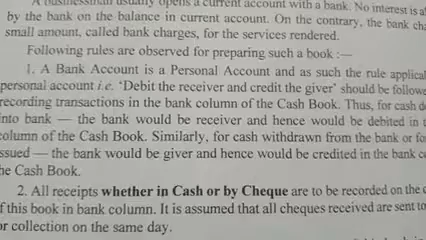 A businessman usually opens a current account with a bank. No interest is
by the bank on the balance in current account. On the contrary, the bank
small amount, called bank charges, for the services rendered.
Following rules are observed for preparing such a book :—
1. A Bank Account is a Personal Account and as such the rule
personal account i.e. 'Debit the receiver and credit the giver' should be
recording transactions in the bank column of the Cash Book. Thus, for cash
into bank — the bank would be receiver and hence would be debited in
column of the Cash Book. Similarly, for cash withdrawn from the bank or
ssued — the bank would be giver and hence would be credited in the bank
he Cash Book.
2. All receipts whether in Cash or by Cheque are to be recorded on the
f this book in bank column. It is assumed that all cheques received are sent to
or collection on the same day.